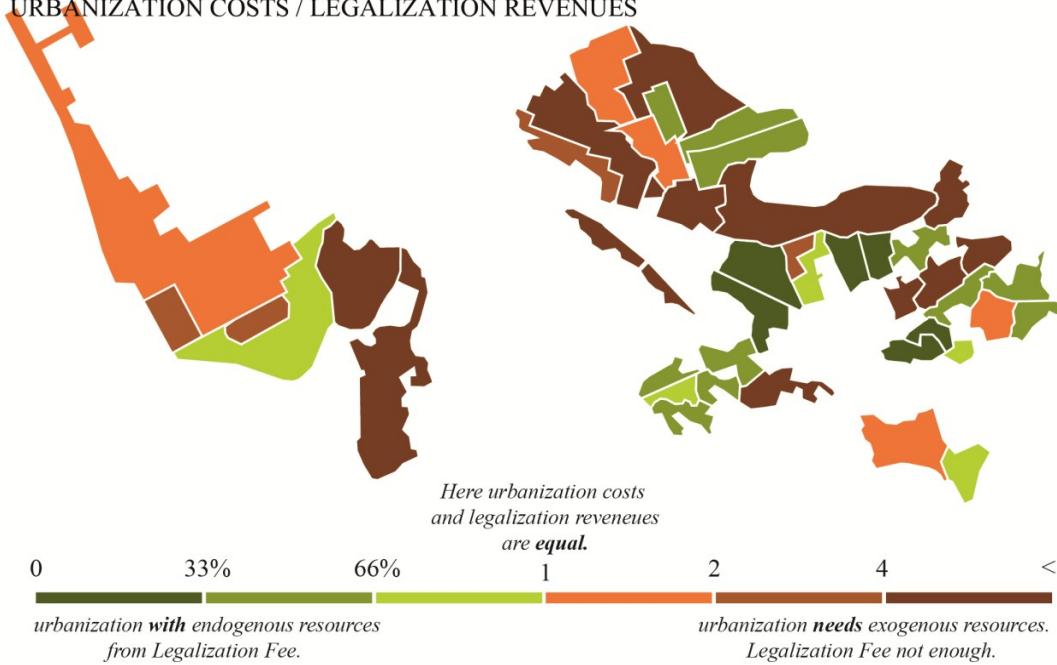 URBANIZATION COSTS / LEGALIZATION REVENUES
Here urbanization costs
and legalization reveneues
are equal.
0 33% 66% 1 2 4 <
urbanization with endogenous resources
from Legalization Fee.
urbanization needs exogenous resources.
Legalization Fee not enough.